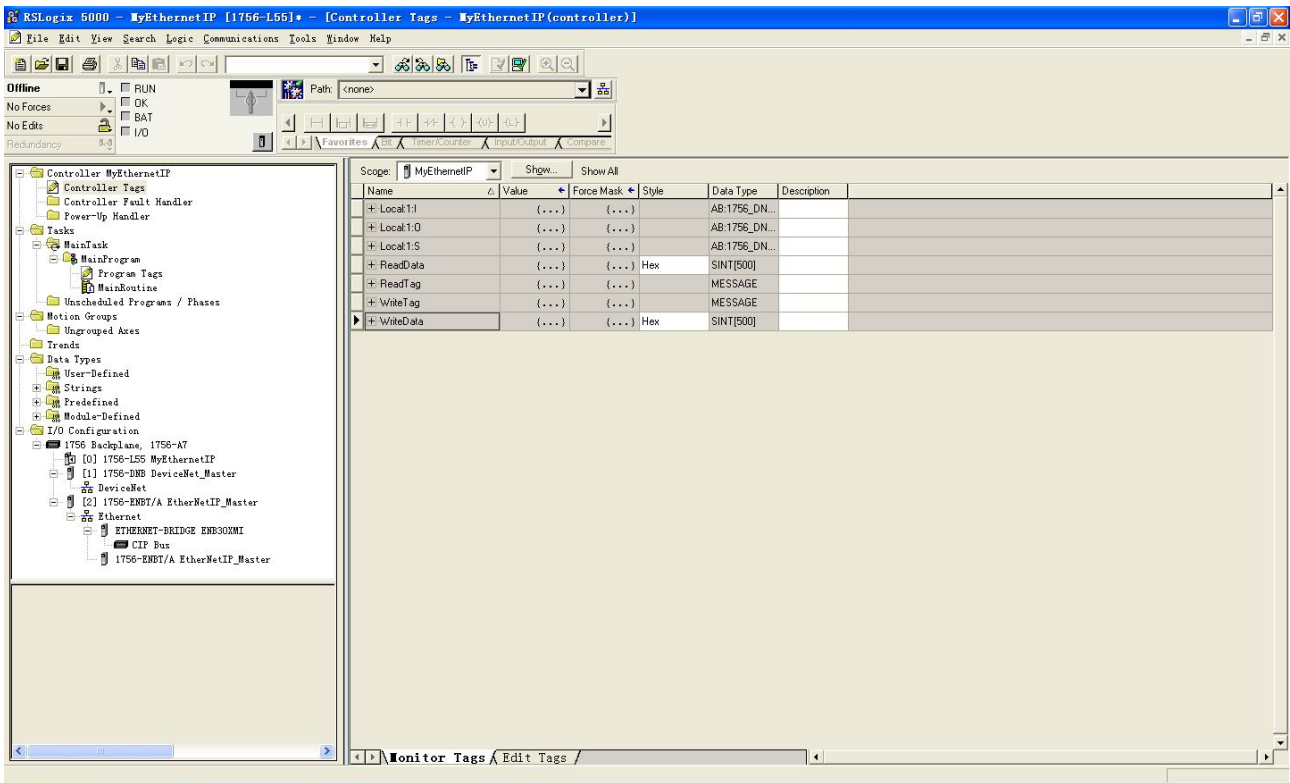 RSLogix 5000 - MyEthernetIP [1756-L55]* - [Controller Tags - MyEthernetIP(controller)]
File Edit View Search Logic Communications Tools Window Help
Offline
RUN
Path: <none>
No Forces
OK
No Edits
BAT
Redundancy
I/O
Favorites Bit Timer/Counter Input/Output Compare
Controller MyEthernetIP
Controller Tags
Controller Fault Handler
Power-Up Handler
Tasks
MainTask
MainProgram
Program Tags
MainRoutine
Unscheduled Programs / Phases
Motion Groups
Ungrouped Axes
Trends
Data Types
User-Defined
Strings
Predefined
Module-Defined
I/O Configuration
1756 Backplane, 1756-A7
[0] 1756-L55 MyEthernetIP
[1] 1756-DNB DeviceNet_Master
DeviceNet
[2] 1756-ENBT/A EtherNetIP_Master
Ethernet
ETHERNET-BRIDGE ENB30XMI
CIP Bus
1756-ENBT/A EtherNetIP_Master
Scope: MyEthernetIP Show... Show All
Name Value Force Mask Style Data Type Description
Local:1:I {...} {...} AB:1756_DN...
Local:1:O {...} {...} AB:1756_DN...
Local:1:S {...} {...} AB:1756_DN...
ReadData {...} {...} Hex SINT[500]
ReadTag {...} {...} MESSAGE
WriteTag {...} {...} MESSAGE
WriteData {...} {...} Hex SINT[500]
Monitor Tags Edit Tags